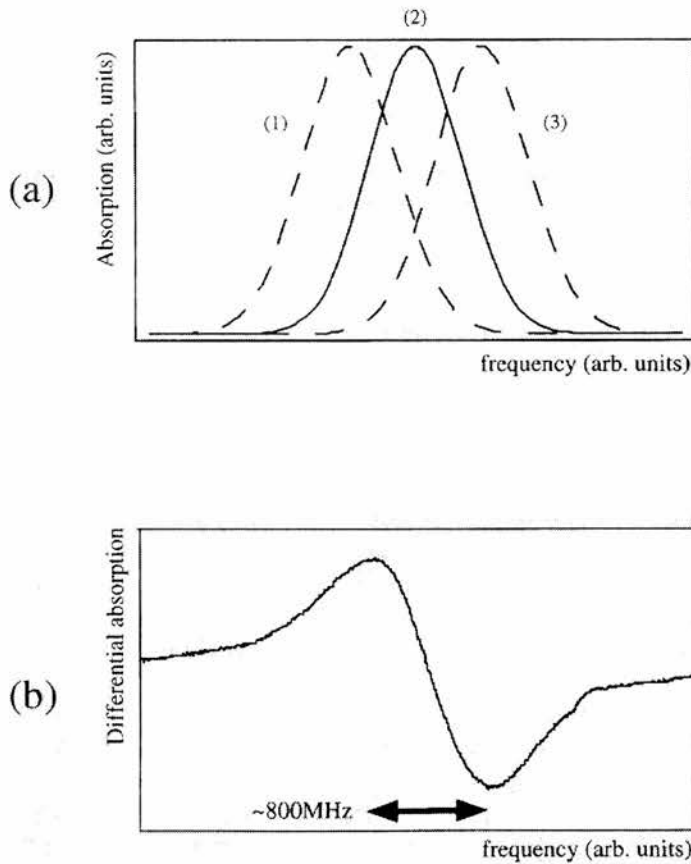 (2)
(1)
(3)
(a)
Absorption (arb. units)
frequency (arb. units)
(b)
Differential absorption
~800MHz
frequency (arb. units)